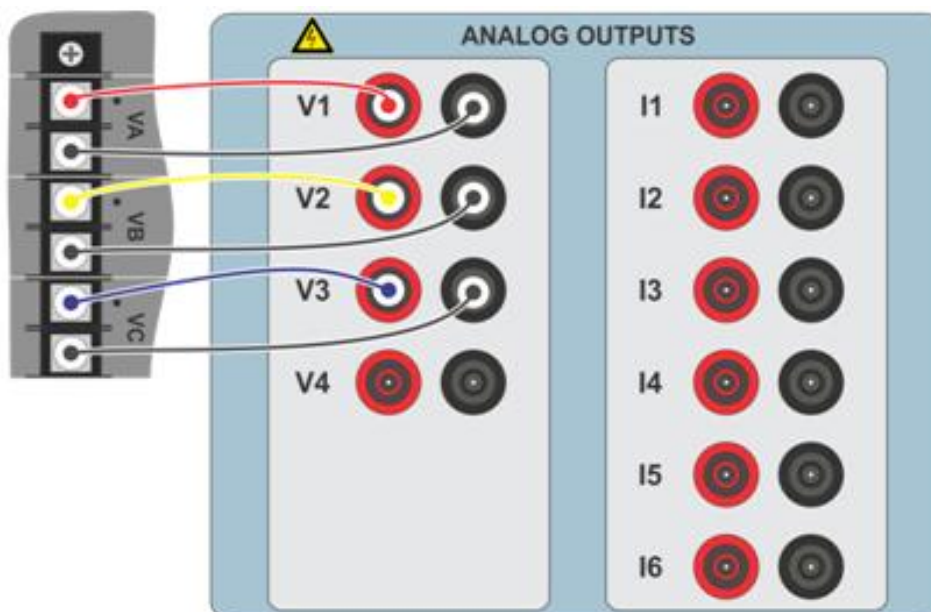 ANALOG OUTPUTS
VA
VB
VC
V1
V2
V3
V4
I1
I2
I3
I4
I5
I6